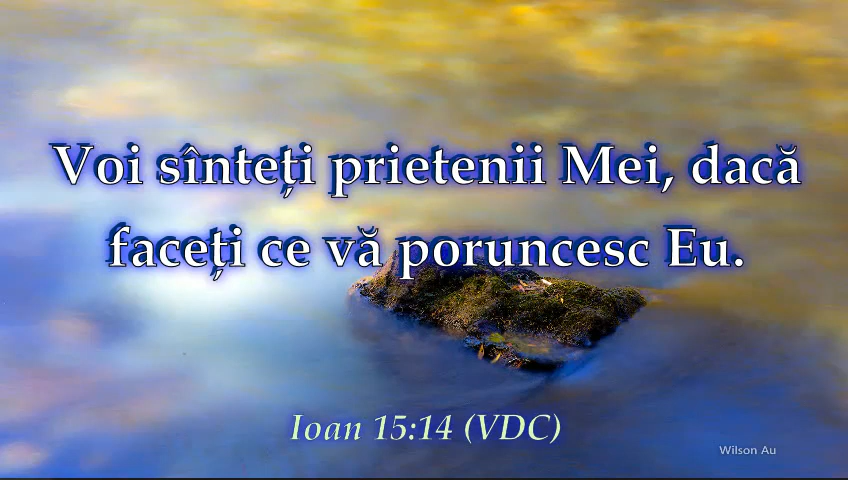 Voi sînteți prietenii Mei, dacă
faceți ce vă poruncesc Eu.
Ioan 15:14 (VDC)
Wilson Au